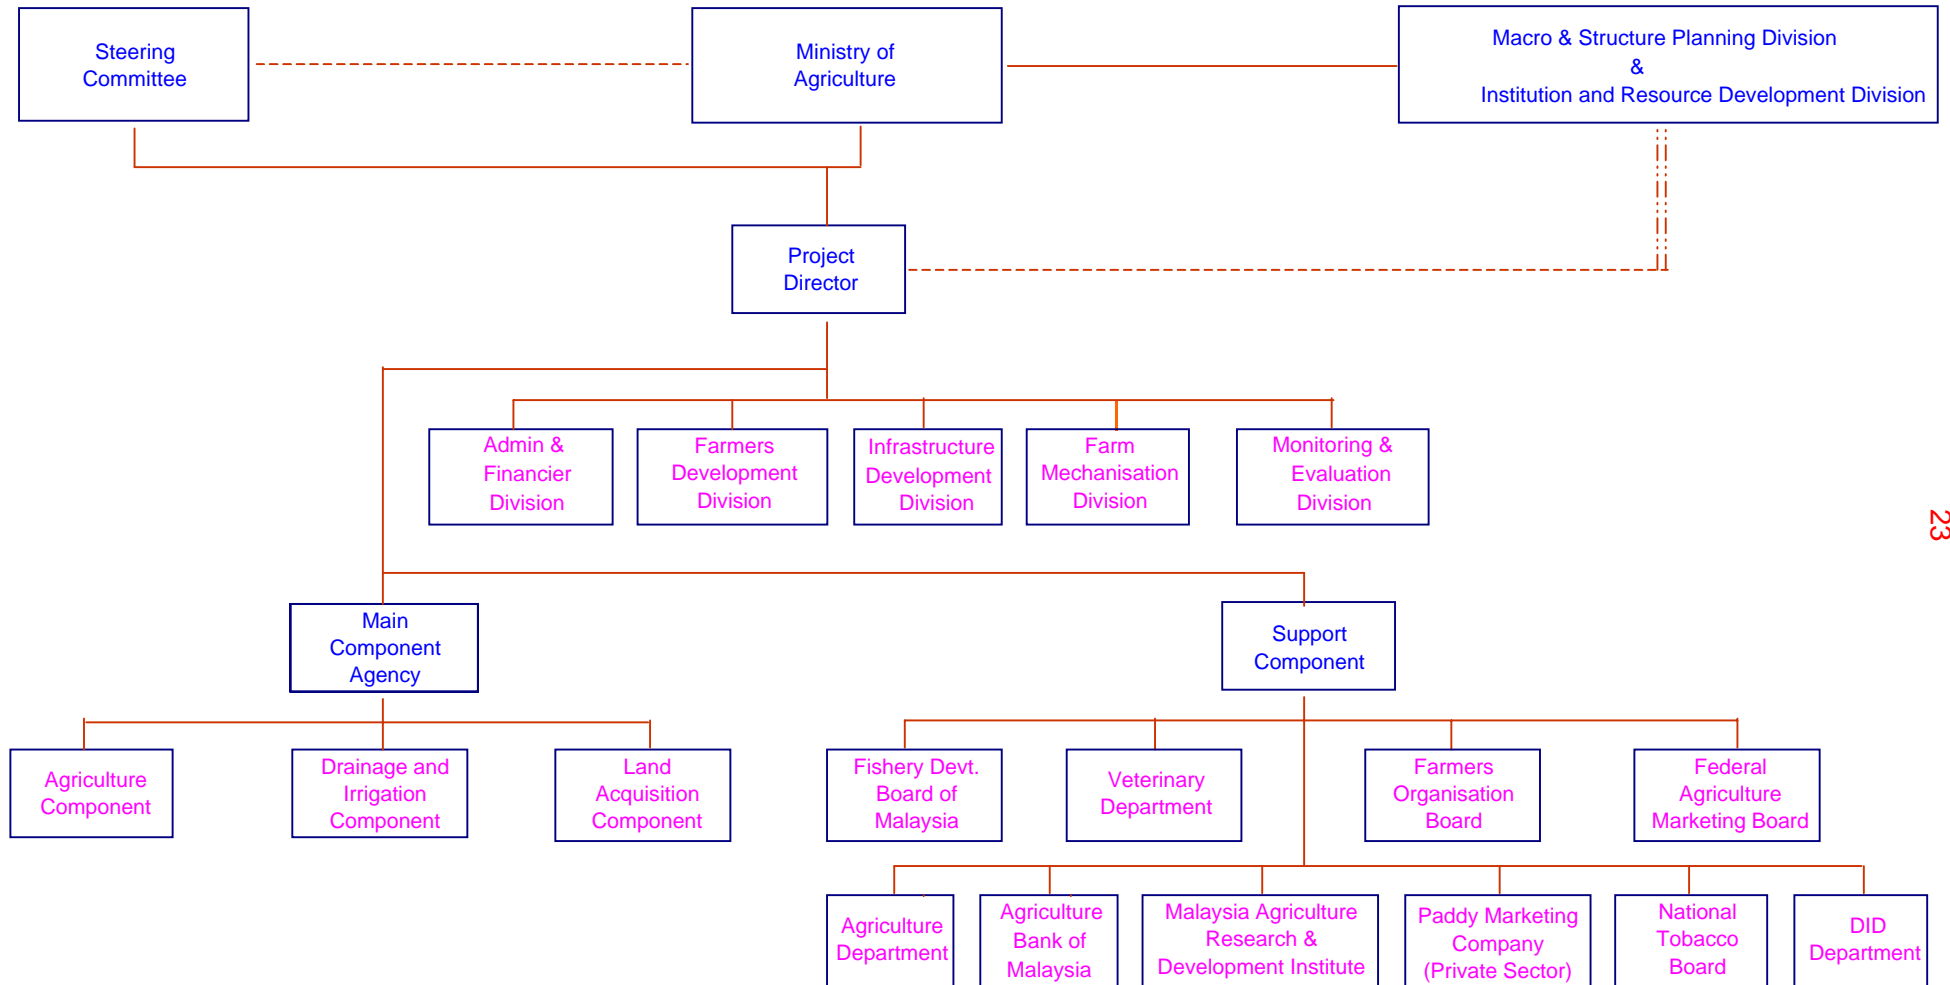 Steering
Committee
Ministry of
Agriculture
Macro & Structure Planning Division
&
Institution and Resource Development Division
Project
Director
Admin &
Financier
Division
Farmers
Development
Division
Infrastructure
Development
Division
Farm
Mechanisation
Division
Monitoring &
Evaluation
Division
23
Main
Component
Agency
Support
Component
Agriculture
Component
Drainage and
Irrigation
Component
Land
Acquisition
Component
Fishery Devt.
Board of
Malaysia
Veterinary
Department
Farmers
Organisation
Board
Federal
Agriculture
Marketing Board
Agriculture
Department
Agriculture
Bank of
Malaysia
Malaysia Agriculture
Research &
Development Institute
Paddy Marketing
Company
(Private Sector)
National
Tobacco
Board
DID
Department